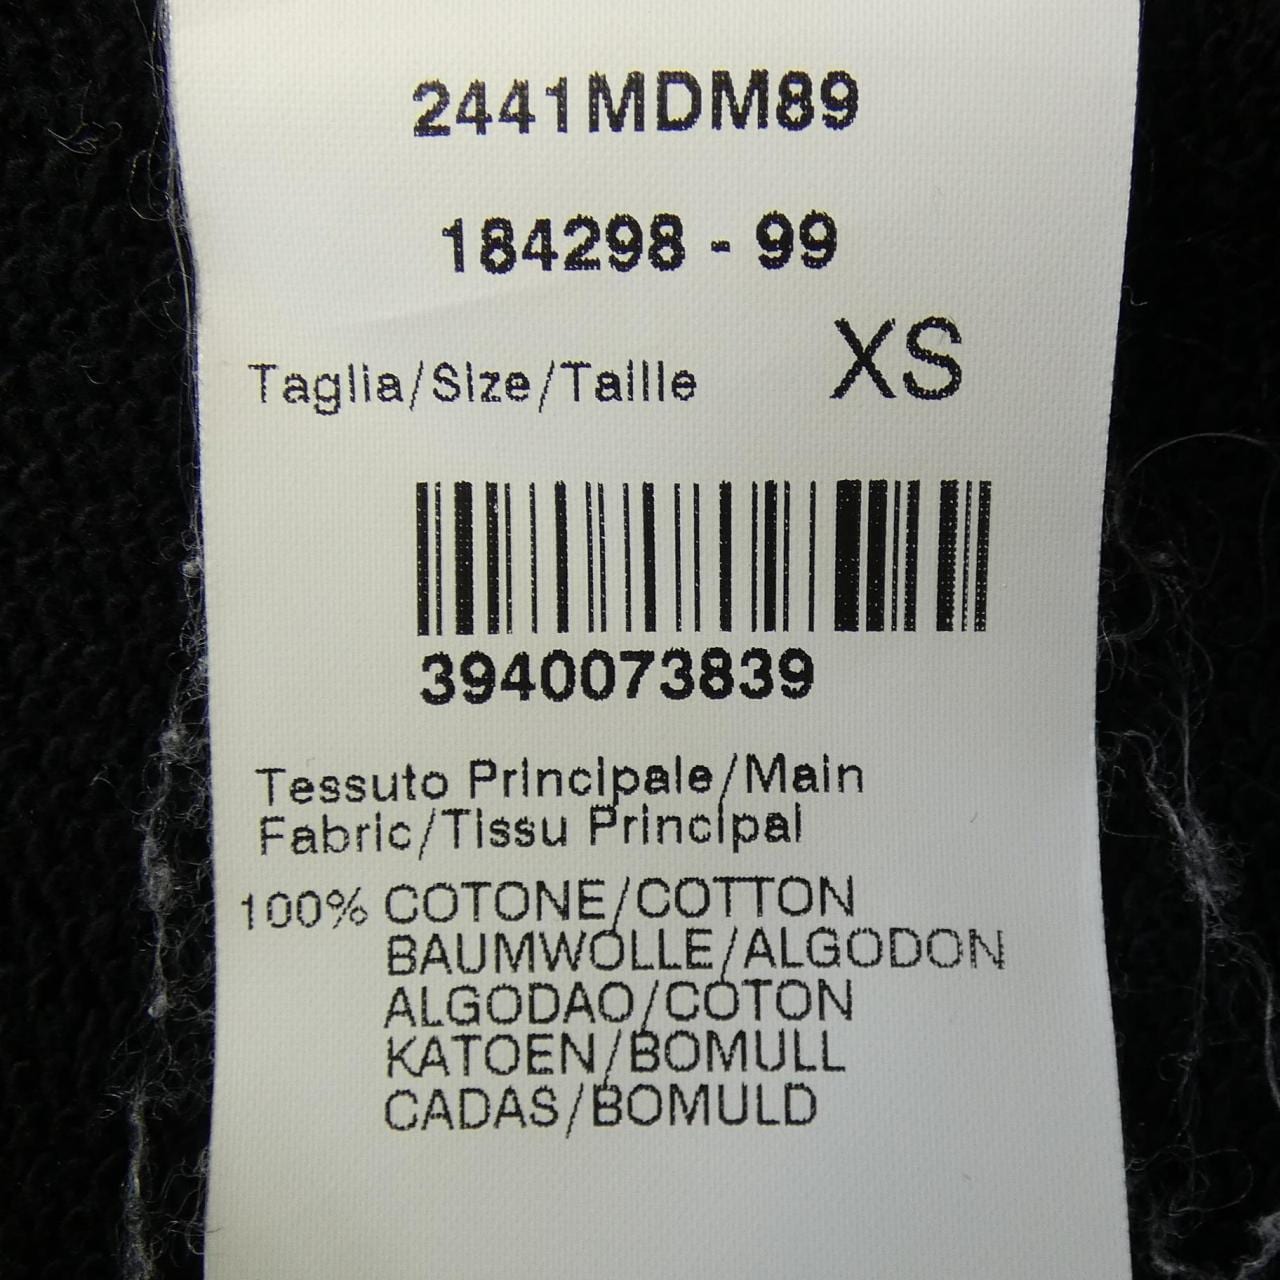 2441MDM89
184298 - 99
Taglia/Size/Taille XS
3940073839
Tessuto Principale/Main
Fabric/Tissu Principal
100% COTONE/COTTON
BAUMWOLLE/ALGODON
ALGODAO/COTON
KATOEN/BOMULL
CADAS/BOMULD